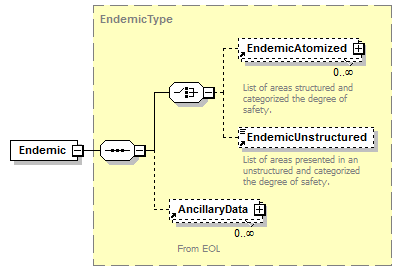 EndemicType
EndemicAtomized
0..∞
List of areas structured and
categorized the degree of
safety.
Endemic
EndemicUnstructured
List of areas presented in an
unstructured and categorized
the degree of safety.
AncillaryData
0..∞
From EOL